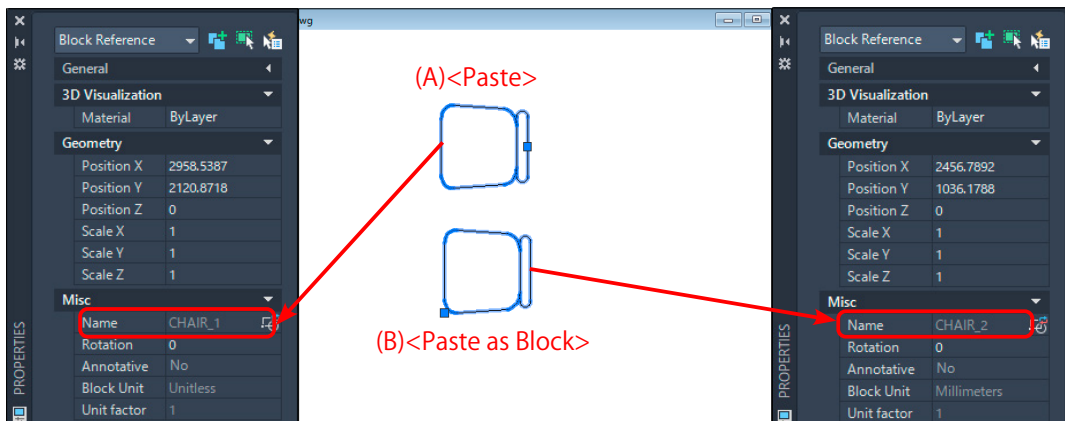 Block Reference
General
3D Visualization
Material ByLayer
Geometry
Position X 2958.5387
Position Y 2120.8718
Position Z 0
Scale X 1
Scale Y 1
Scale Z 1
Misc
Name CHAIR_1
Rotation 0
Annotative No
Block Unit Unitless
Unit factor 1
PROPERTIES
wg
(A)<Paste>
(B)<Paste as Block>
Block Reference
General
3D Visualization
Material ByLayer
Geometry
Position X 2456.7892
Position Y 1036.1788
Position Z 0
Scale X 1
Scale Y 1
Scale Z 1
Misc
Name CHAIR_2
Rotation 0
Annotative No
Block Unit Millimeters
Unit factor 1
PROPERTIES